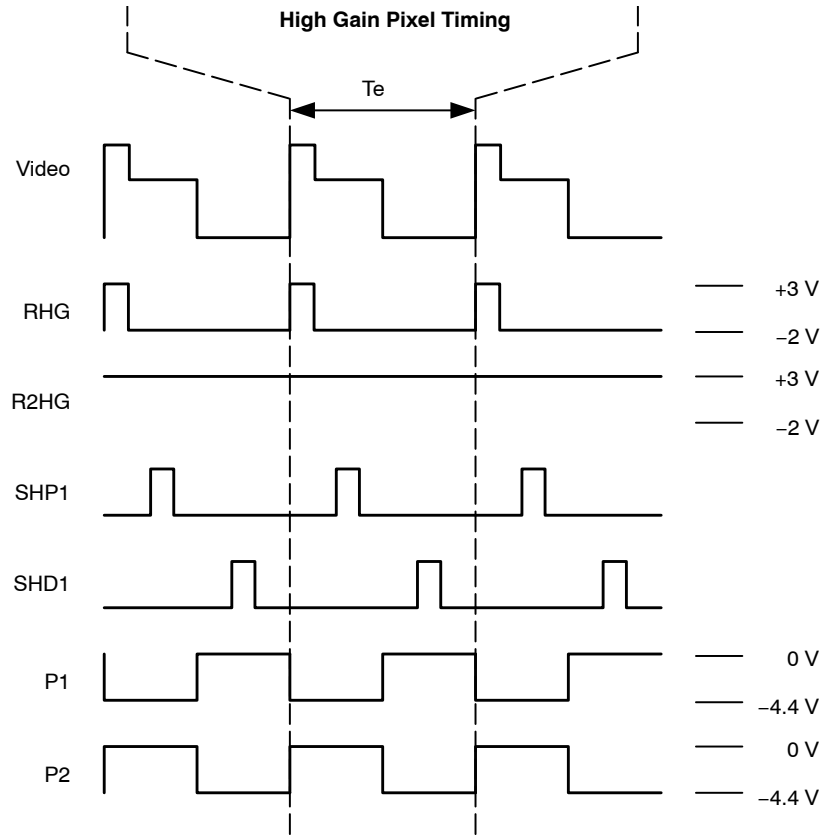 High Gain Pixel Timing
Te
Video
RHG
+3 V
−2 V
R2HG
+3 V
−2 V
SHP1
SHD1
P1
0 V
−4.4 V
P2
0 V
−4.4 V